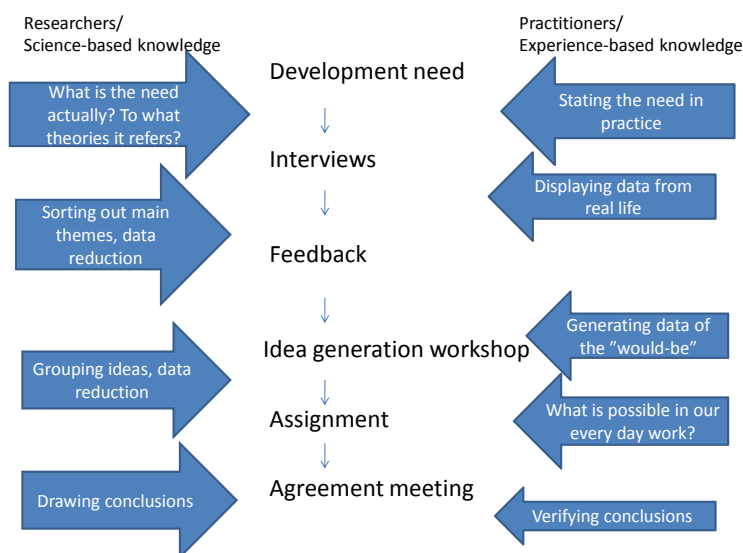 Researchers/
Science-based knowledge
Practitioners/
Experience-based knowledge
Development need
What is the need
actually? To what
theories it refers?
Stating the need in
practice
Interviews
Displaying data from
real life
Sorting out main
themes, data
reduction
Feedback
Idea generation workshop
Generating data of
the ”would-be”
Grouping ideas, data
reduction
Assignment
What is possible in our
every day work?
Agreement meeting
Drawing conclusions
Verifying conclusions